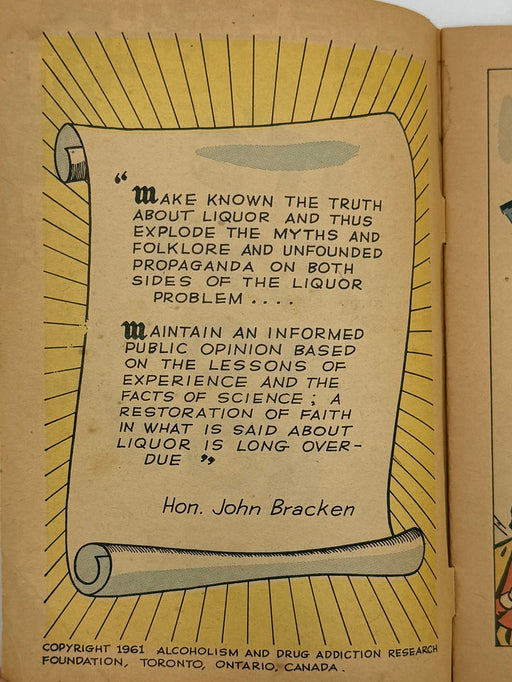 “MAKE KNOWN THE TRUTH
ABOUT LIQUOR AND THUS
EXPLODE THE MYTHS AND
FOLKLORE AND UNFOUNDED
PROPAGANDA ON BOTH
SIDES OF THE LIQUOR
PROBLEM....
MAINTAIN AN INFORMED
PUBLIC OPINION BASED
ON THE LESSONS OF
EXPERIENCE AND THE
FACTS OF SCIENCE; A
RESTORATION OF FAITH
IN WHAT IS SAID ABOUT
LIQUOR IS LONG OVER-
DUE”
Hon. John Bracken
COPYRIGHT 1961 ALCOHOLISM AND DRUG ADDICTION RESEARCH
FOUNDATION, TORONTO, ONTARIO, CANADA.